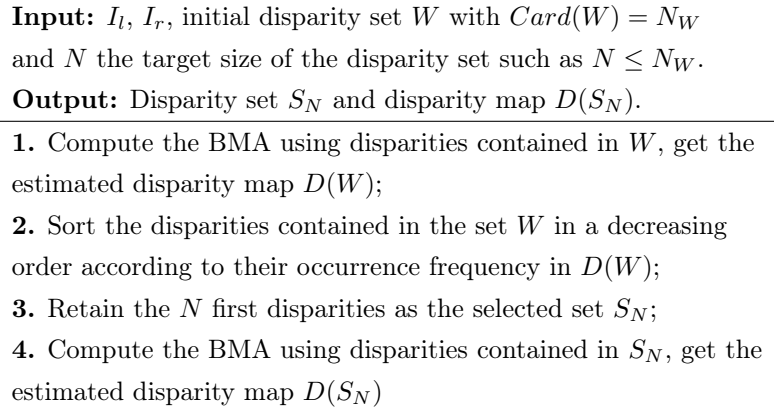 Input: I_l, I_r, initial disparity set W with Card(W) = N_W
and N the target size of the disparity set such as N ≤ N_W.
Output: Disparity set S_N and disparity map D(S_N).
1. Compute the BMA using disparities contained in W, get the
estimated disparity map D(W);
2. Sort the disparities contained in the set W in a decreasing
order according to their occurrence frequency in D(W);
3. Retain the N first disparities as the selected set S_N;
4. Compute the BMA using disparities contained in S_N, get the
estimated disparity map D(S_N)